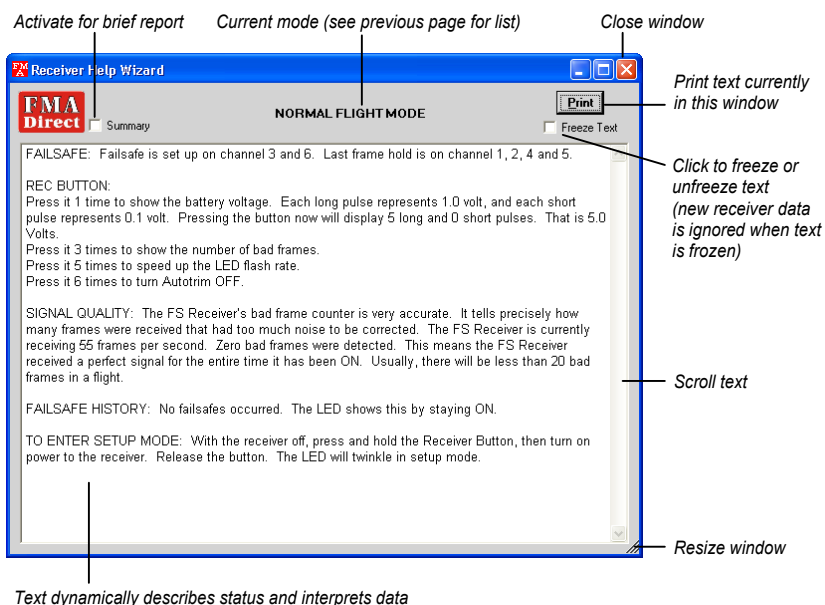 Activate for brief report
Current mode (see previous page for list)
Close window
FMA Receiver Help Wizard
FMA
Direct
Summary
NORMAL FLIGHT MODE
Print
Freeze Text
Print text currently
in this window
Click to freeze or
unfreeze text
(new receiver data
is ignored when text
is frozen)
FAILSAFE: Failsafe is set up on channel 3 and 6. Last frame hold is on channel 1, 2, 4 and 5.
REC BUTTON:
Press it 1 time to show the battery voltage. Each long pulse represents 1.0 volt, and each short
pulse represents 0.1 volt. Pressing the button now will display 5 long and 0 short pulses. That is 5.0
Volts.
Press it 3 times to show the number of bad frames.
Press it 5 times to speed up the LED flash rate.
Press it 6 times to turn Autotrim OFF.
SIGNAL QUALITY: The FS Receiver's bad frame counter is very accurate. It tells precisely how
many frames were received that had too much noise to be corrected. The FS Receiver is currently
receiving 55 frames per second. Zero bad frames were detected. This means the FS Receiver
received a perfect signal for the entire time it has been ON. Usually, there will be less than 20 bad
frames in a flight.
FAILSAFE HISTORY: No failsafes occurred. The LED shows this by staying ON.
TO ENTER SETUP MODE: With the receiver off, press and hold the Receiver Button, then turn on
power to the receiver. Release the button. The LED will twinkle in setup mode.
Scroll text
Resize window
Text dynamically describes status and interprets data